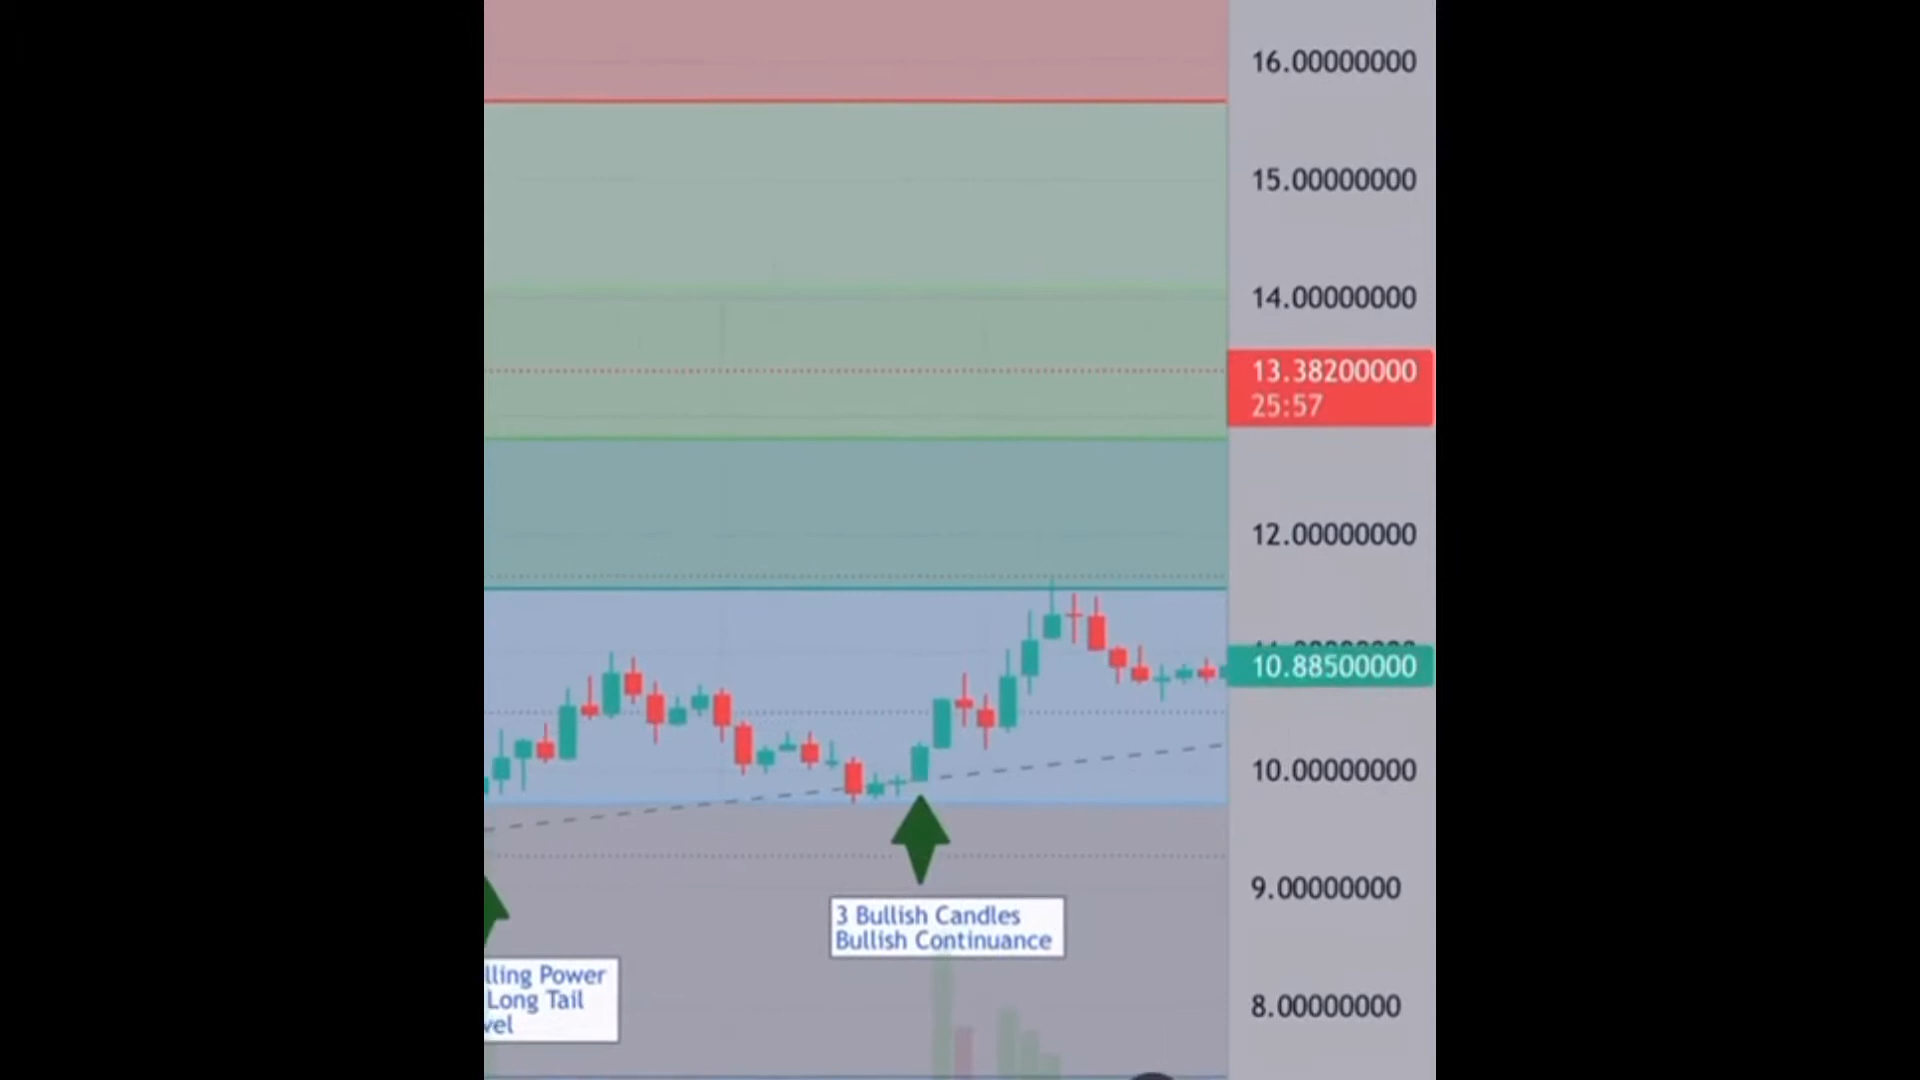 16.00000000
15.00000000
14.00000000
13.38200000
25:57
12.00000000
10.88500000
10.00000000
9.00000000
3 Bullish Candles
Bullish Continuance
lling Power
Long Tail
vel
8.00000000